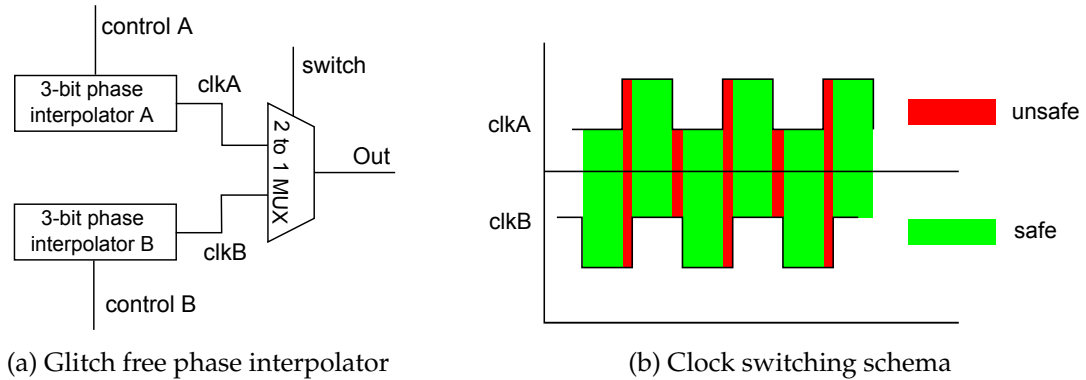 control A
3-bit phase
interpolator A
clkA
switch
2 to 1 MUX
Out
3-bit phase
interpolator B
clkB
control B
(a) Glitch free phase interpolator
clkA
clkB
unsafe
safe
(b) Clock switching schema